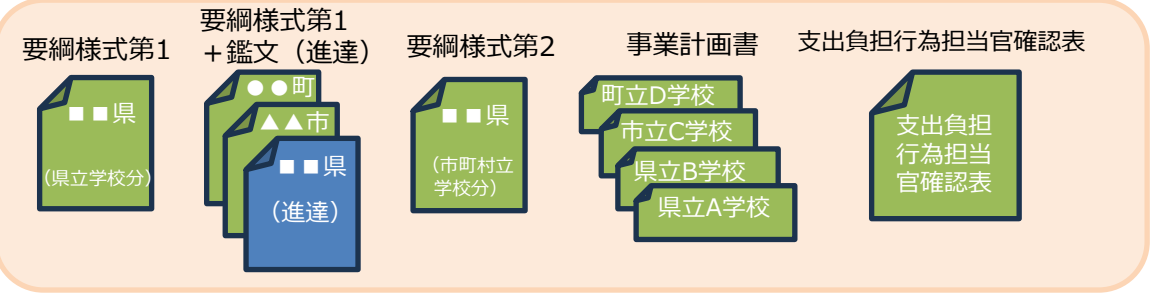 要綱様式第1
■■県
（県立学校分）
要綱様式第1
＋鑑文（進達）
●●町
▲▲市
■■県
（進達）
要綱様式第2
■■県
（市町村立
学校分）
事業計画書
町立D学校
市立C学校
県立B学校
県立A学校
支出負担行為担当官確認表
支出負担
行為担当
官確認表